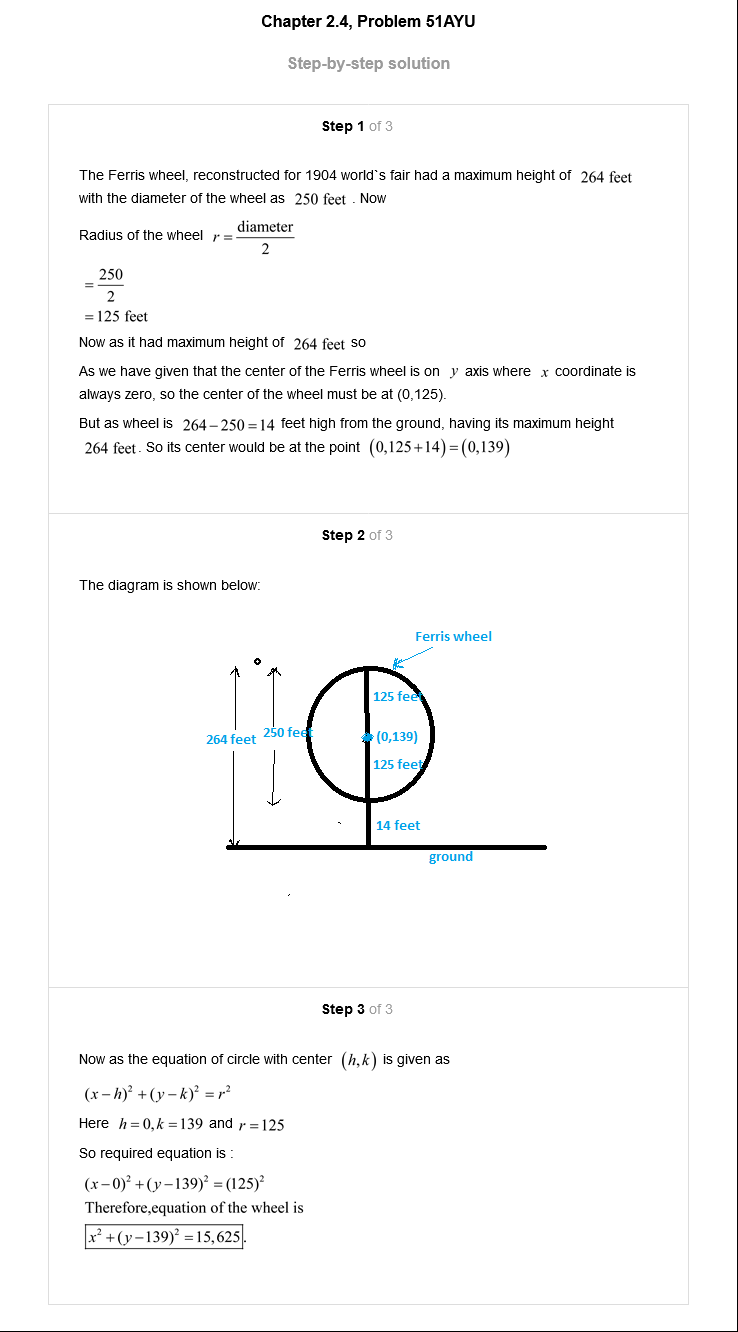 Chapter 2.4, Problem 51AYU
Step-by-step solution
Step 1 of 3
The Ferris wheel, reconstructed for 1904 world`s fair had a maximum height of 264 feet
with the diameter of the wheel as 250 feet . Now
Radius of the wheel r = diameter / 2
= 250 / 2
= 125 feet
Now as it had maximum height of 264 feet so
As we have given that the center of the Ferris wheel is on y axis where x coordinate is
always zero, so the center of the wheel must be at (0,125).
But as wheel is 264 – 250 = 14 feet high from the ground, having its maximum height
264 feet. So its center would be at the point (0,125+14) = (0,139)
Step 2 of 3
The diagram is shown below:
Ferris wheel
125 feet
264 feet 250 feet (0,139)
125 feet
14 feet
ground
Step 3 of 3
Now as the equation of circle with center (h,k) is given as
(x – h)² + (y – k)² = r²
Here h = 0, k = 139 and r = 125
So required equation is :
(x – 0)² + (y – 139)² = (125)²
Therefore,equation of the wheel is
x² + (y – 139)² = 15,625.